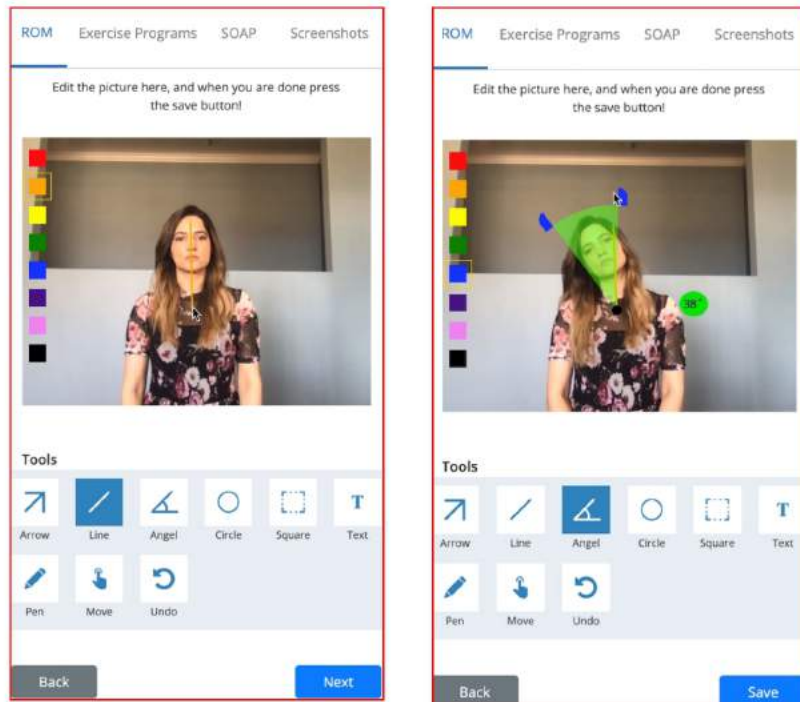 ROM Exercise Programs SOAP Screenshots
Edit the picture here, and when you are done press
the save button!
Tools
Arrow Line Angel Circle Square Text
Pen Move Undo
Back Next
ROM Exercise Programs SOAP Screenshots
Edit the picture here, and when you are done press
the save button!
38°
Tools
Arrow Line Angel Circle Square Text
Pen Move Undo
Back Save